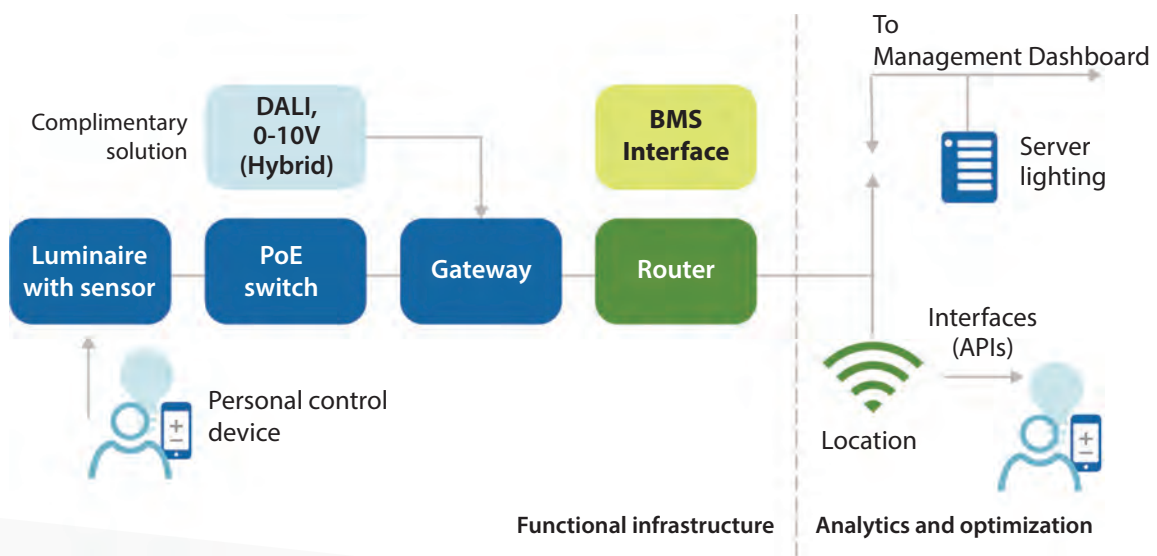 To
Management Dashboard
Complimentary
solution
DALI,
0-10V
(Hybrid)
BMS
Interface
Server
lighting
Luminaire
with sensor
PoE
switch
Gateway
Router
Interfaces
(APIs)
Personal control
device
Location
Functional infrastructure
Analytics and optimization